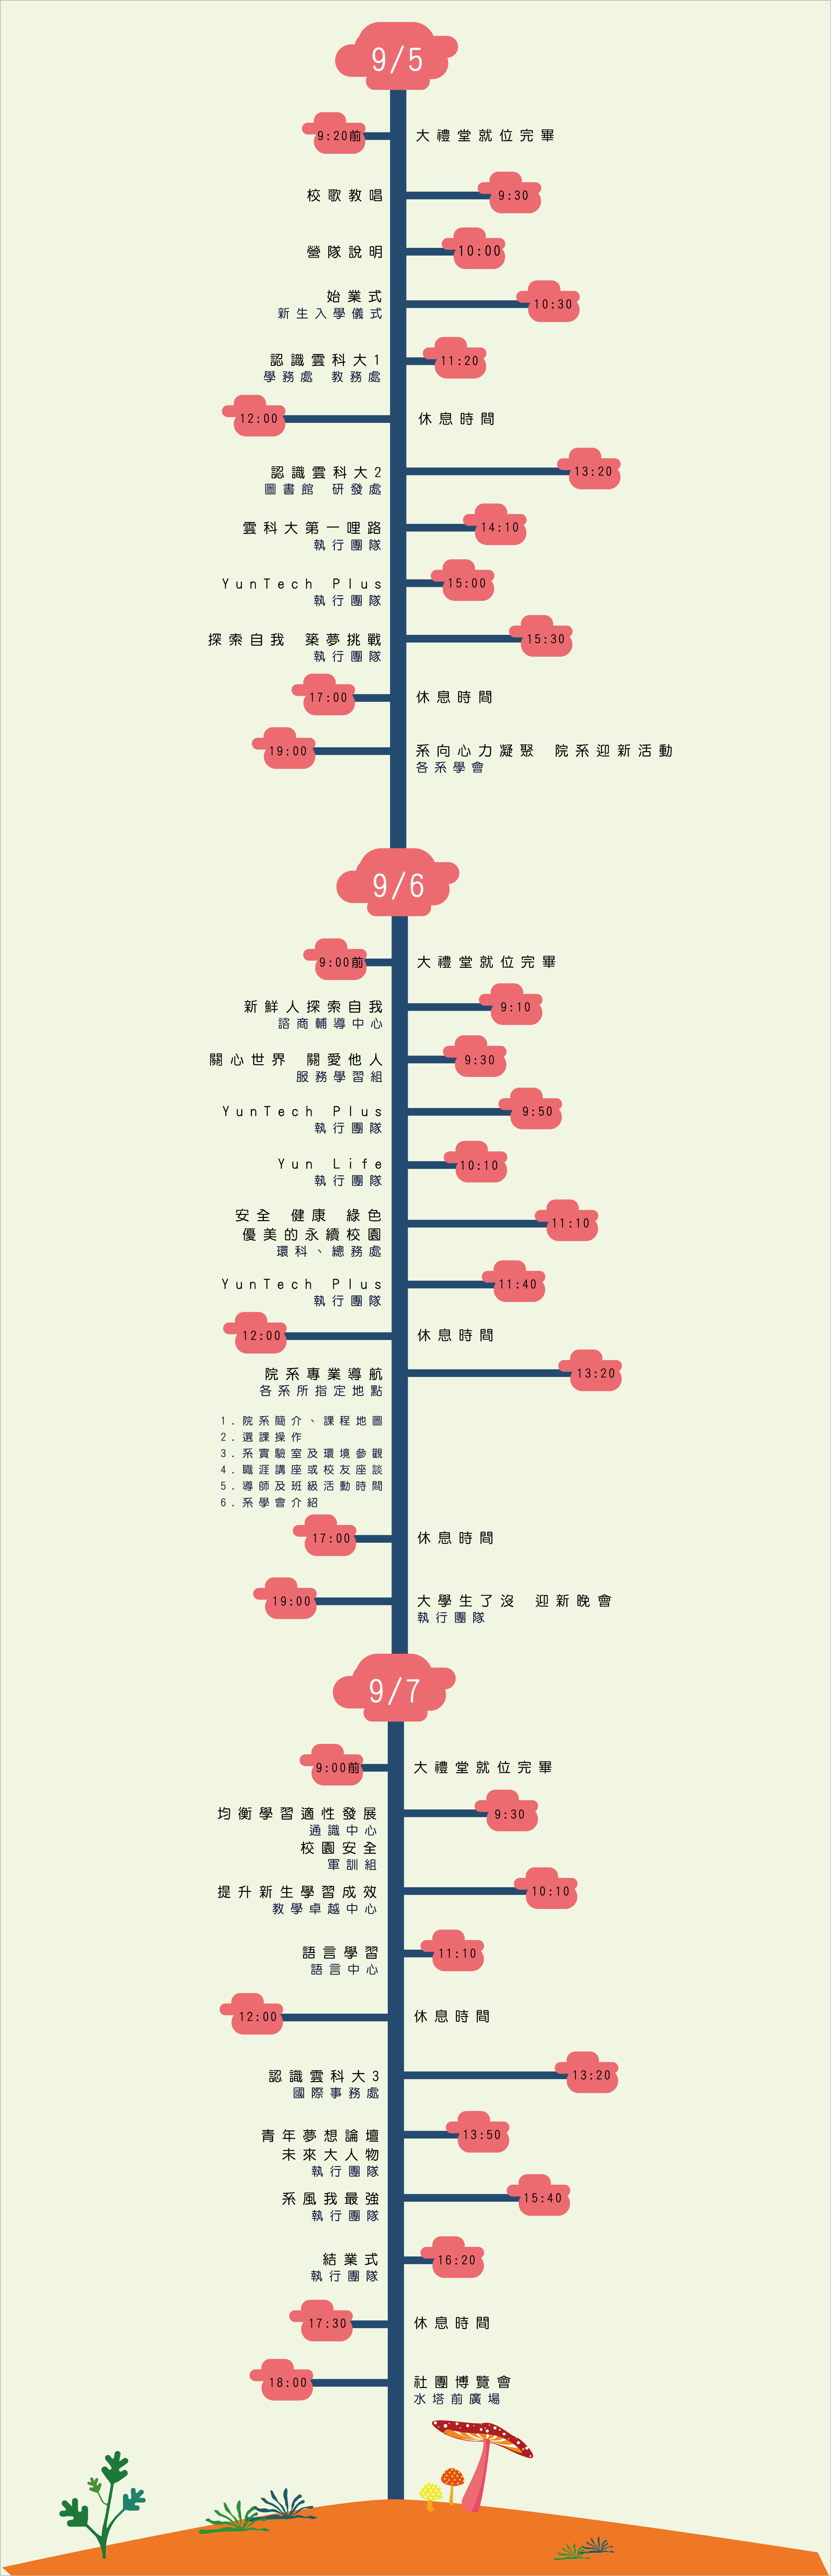 9/5
9:20前
大禮堂就位完畢
校歌教唱
9:30
營隊說明
10:00
始業式
新生入學儀式
10:30
認識雲科大1
學務處 教務處
11:20
12:00
休息時間
認識雲科大2
圖書館 研發處
13:20
雲科大第一哩路
執行團隊
14:10
YunTech Plus
執行團隊
15:00
探索自我 築夢挑戰
執行團隊
15:30
17:00
休息時間
19:00
系向心力凝聚 院系迎新活動
各系學會
9/6
9:00前
大禮堂就位完畢
新鮮人探索自我
諮商輔導中心
9:10
關心世界 關愛他人
服務學習組
9:30
YunTech Plus
執行團隊
9:50
Yun Life
執行團隊
10:10
安全 健康 綠色
優美的永續校園
環科、總務處
11:10
YunTech Plus
執行團隊
11:40
12:00
休息時間
院系專業導航
各系所指定地點
13:20
1.院系簡介、課程地圖
2.選課操作
3.系實驗室及環境參觀
4.職涯講座或校友座談
5.導師及班級活動時間
6.系學會介紹
17:00
休息時間
19:00
大學生了沒 迎新晚會
執行團隊
9/7
9:00前
大禮堂就位完畢
均衡學習適性發展
通識中心
校園安全
軍訓組
9:30
提升新生學習成效
教學卓越中心
10:10
語言學習
語言中心
11:10
12:00
休息時間
認識雲科大3
國際事務處
13:20
青年夢想論壇
未來大人物
執行團隊
13:50
系風我最強
執行團隊
15:40
結業式
執行團隊
16:20
17:30
休息時間
18:00
社團博覽會
水塔前廣場